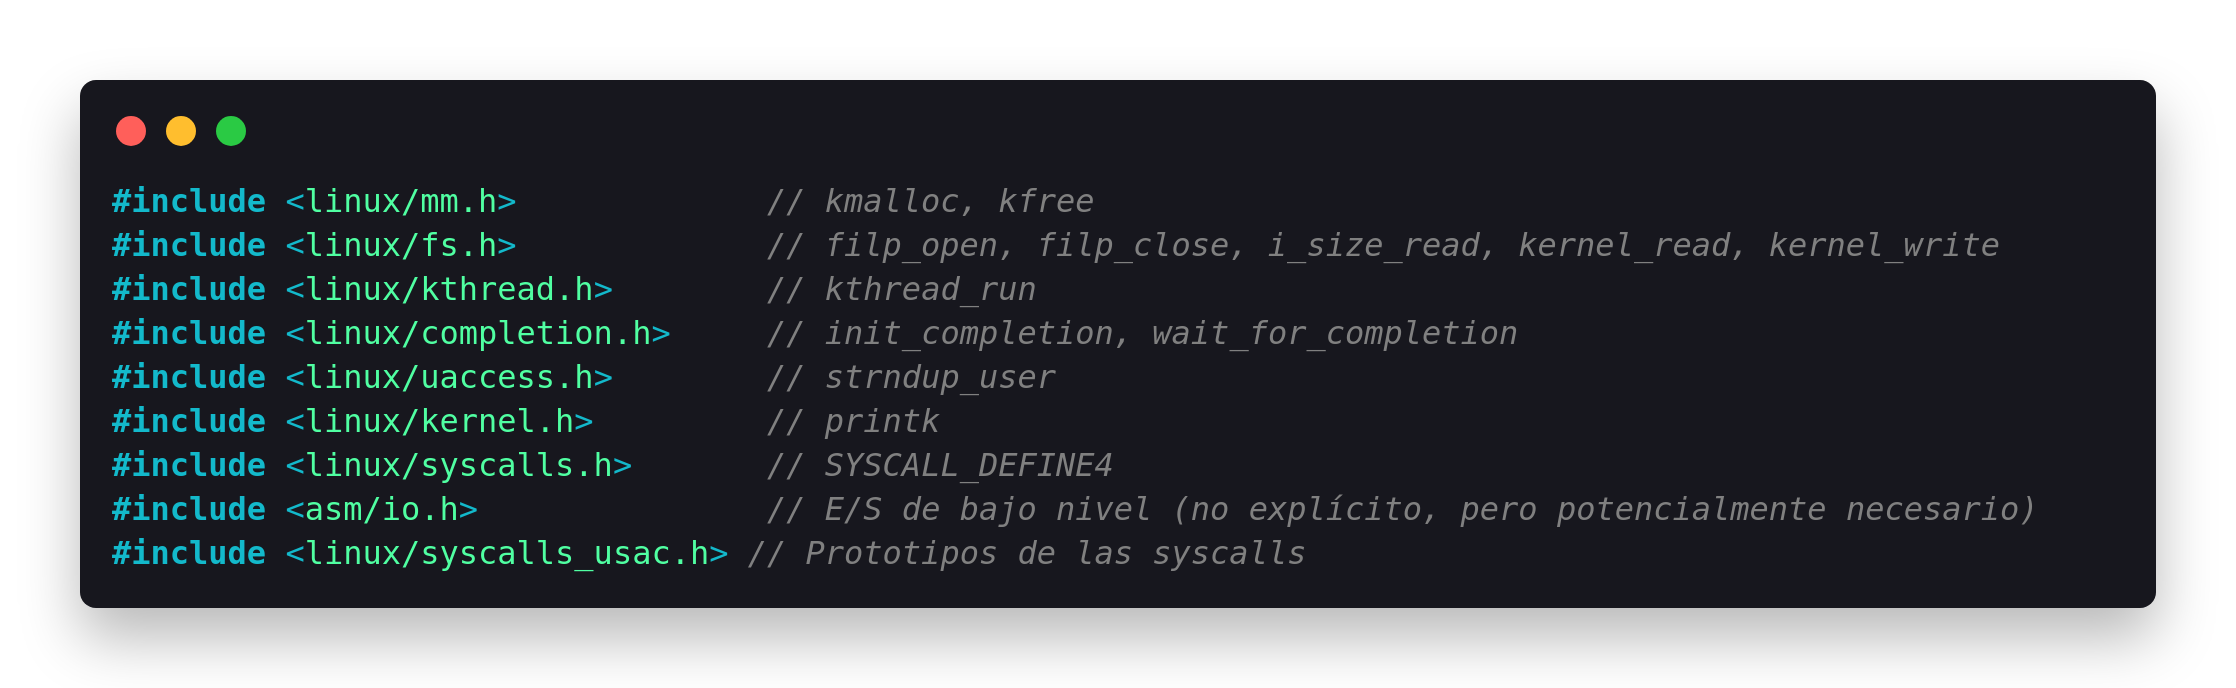 #include <linux/mm.h>             // kmalloc, kfree
#include <linux/fs.h>             // filp_open, filp_close, i_size_read, kernel_read, kernel_write
#include <linux/kthread.h>        // kthread_run
#include <linux/completion.h>     // init_completion, wait_for_completion
#include <linux/uaccess.h>        // strndup_user
#include <linux/kernel.h>         // printk
#include <linux/syscalls.h>       // SYSCALL_DEFINE4
#include <asm/io.h>               // E/S de bajo nivel (no explícito, pero potencialmente necesario)
#include <linux/syscalls_usac.h> // Prototipos de las syscalls